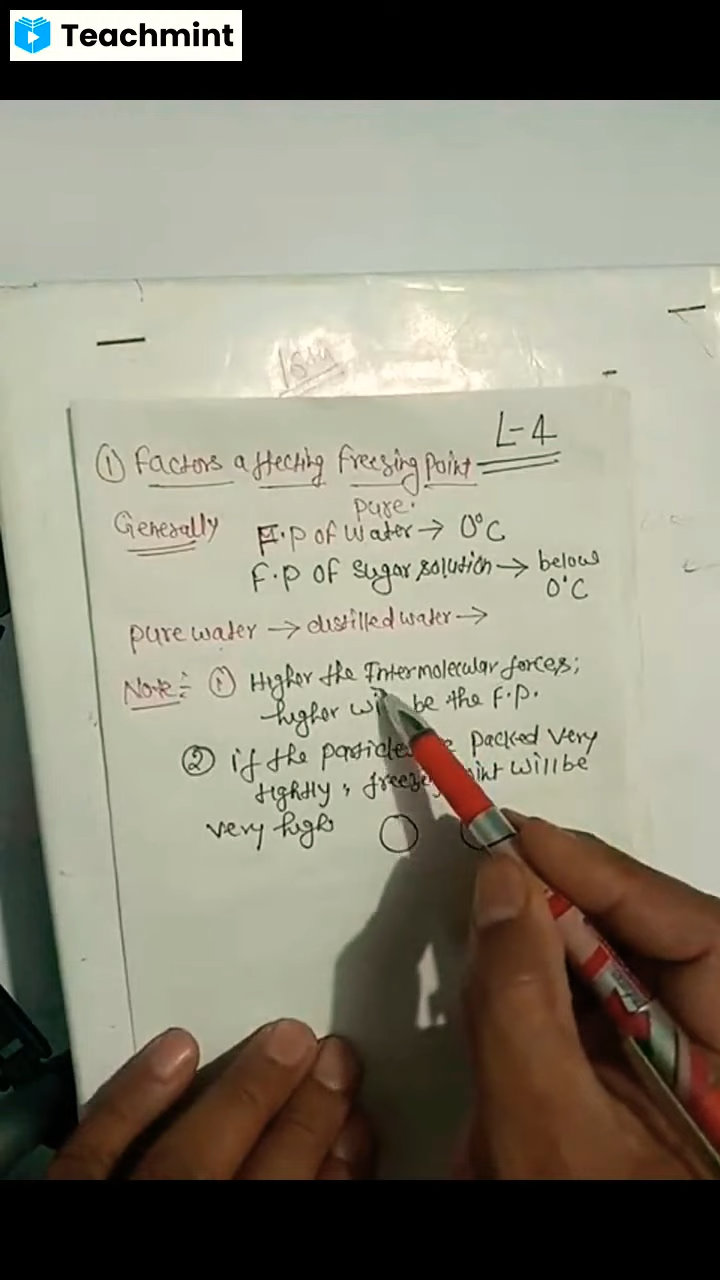 Teachmint
L-4
① Factors affecting Freezing Point
Generally
pure.
F.p of water → 0°C
F.p of sugar solution → below
0°C
pure water → distilled water →
Note:- ① Higher the Intermolecular forces;
higher will be the F.p.
② if the particles packed very
tightly, will be
very high